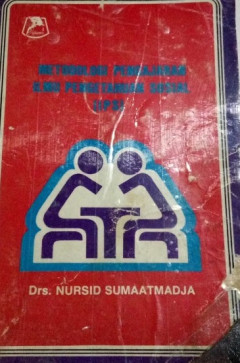 METODOLOGI PENGAJARAN
ILMU PENGETAHUAN SOSIAL
(IPS)
Drs. NURSID SUMAATMADJA